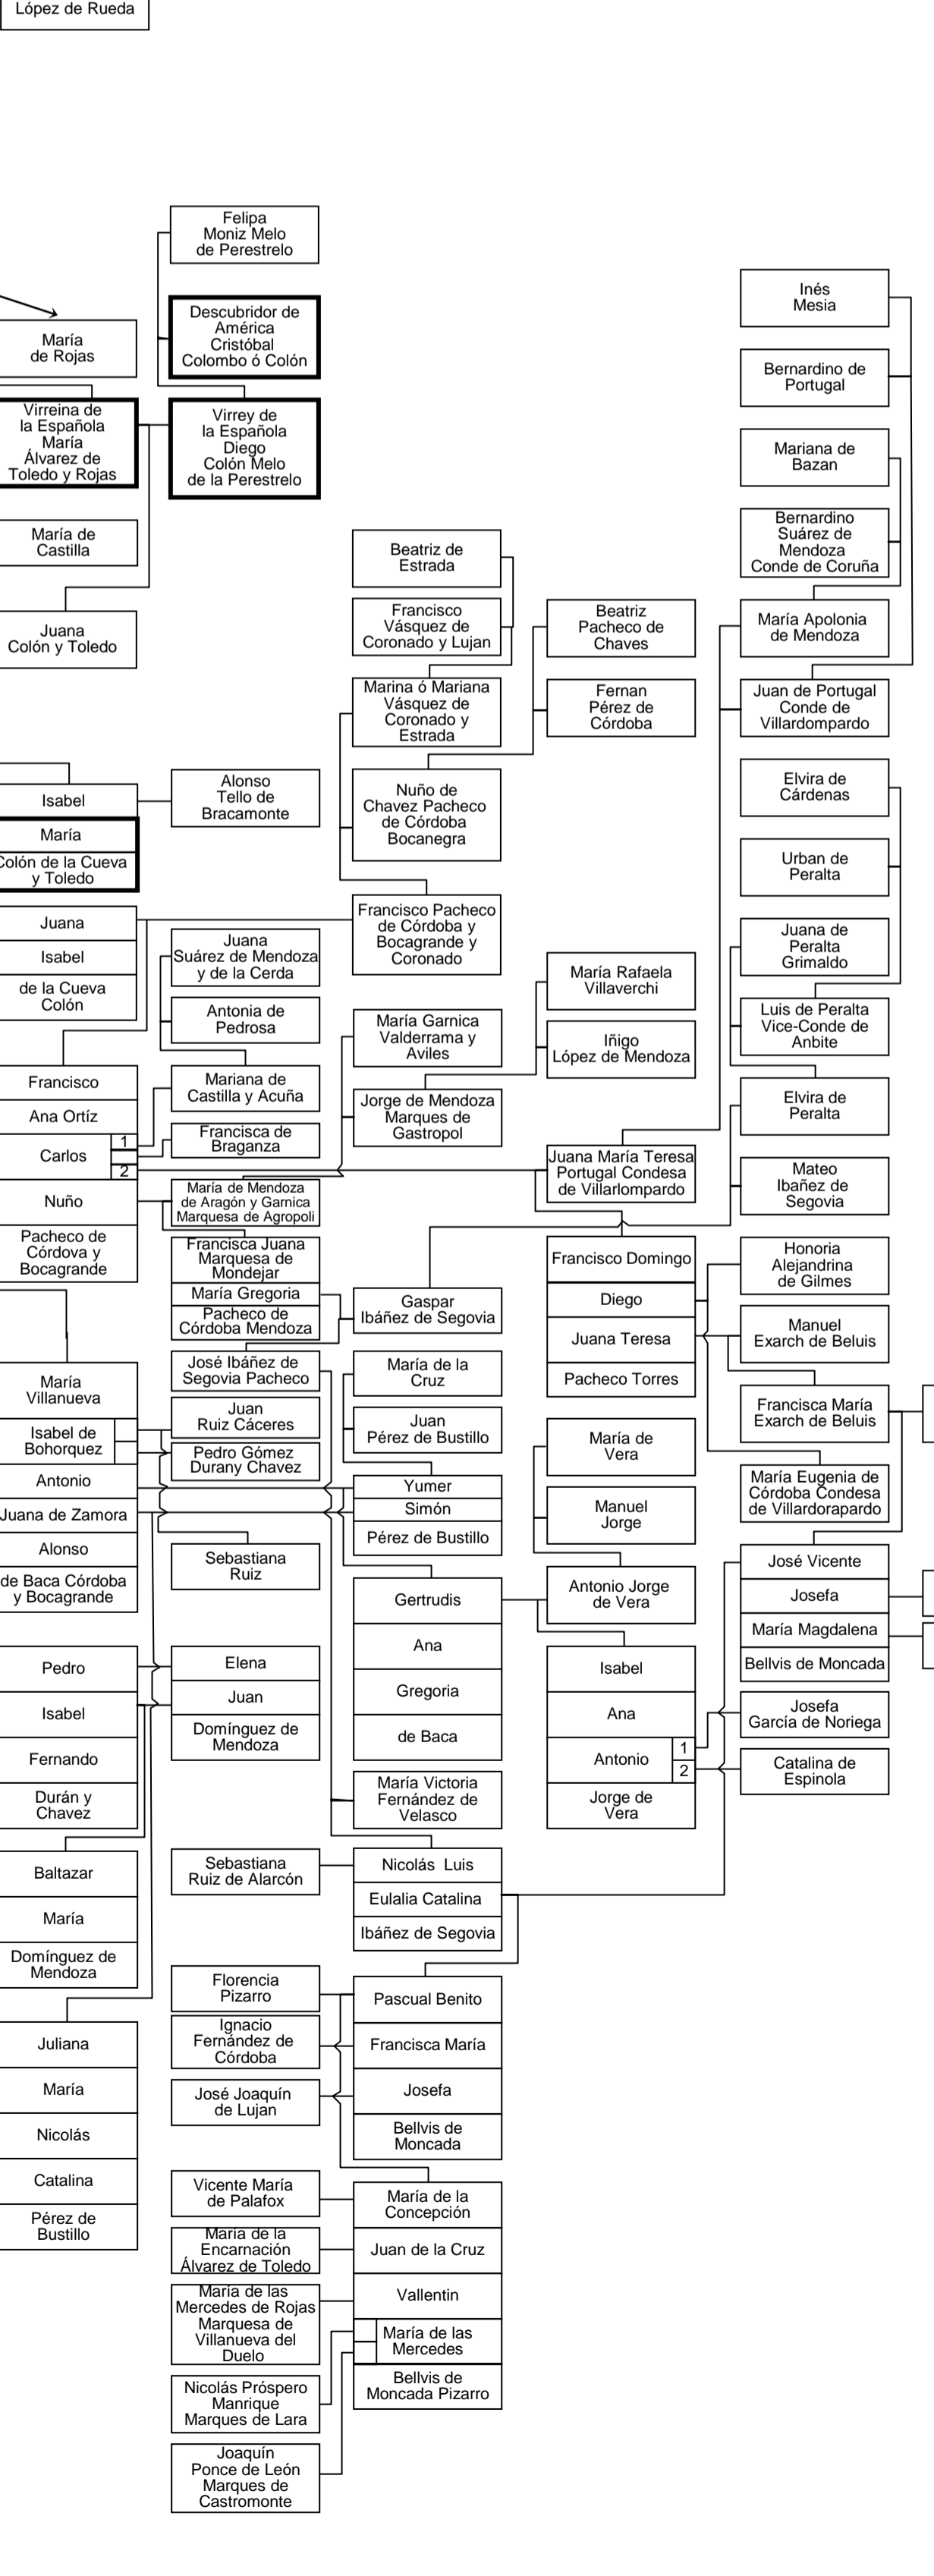 López de Rueda
Felipa
Moniz Melo
de Perestrelo
Descubridor de
América
Cristóbal
Colombo ó Colón
María
de Rojas
Virreina de
la Española
María
Álvarez de
Toledo y Rojas
Virrey de
la Española
Diego
Colón Melo
de la Perestrelo
María de
Castilla
Juana
Colón y Toledo
Isabel
María
Colón de la Cueva
y Toledo
Alonso
Tello de
Bracamonte
Juana
Isabel
de la Cueva
Colón
Juana
Suárez de Mendoza
y de la Cerda
Antonia de
Pedrosa
Francisco
Ana Ortíz
Carlos
1
2
Nuño
Pacheco de
Córdova y
Bocagrande
Mariana de
Castilla y Acuña
Francisca de
Braganza
María de Mendoza
de Aragón y Garnica
Marquesa de Agropoli
Francisca Juana
Marquesa de
Mondejar
María Gregoria
Pacheco de
Córdoba Mendoza
José Ibáñez de
Segovia Pacheco
María
Villanueva
Isabel de
Bohorquez
Antonio
Juana de Zamora
Alonso
de Baca Córdoba
y Bocagrande
Juan
Ruiz Cáceres
Pedro Gómez
Durany Chavez
Sebastiana
Ruiz
Pedro
Isabel
Fernando
Durán y
Chavez
Elena
Juan
Domínguez de
Mendoza
Baltazar
María
Domínguez de
Mendoza
Sebastiana
Ruiz de Alarcón
Juliana
María
Nicolás
Catalina
Pérez de
Bustillo
Florencia
Pizarro
Ignacio
Fernández de
Córdoba
José Joaquín
de Lujan
Vicente María
de Palafox
María de la
Encarnación
Álvarez de Toledo
María de las
Mercedes de Rojas
Marquesa de
Villanueva del
Duelo
Nicolás Próspero
Manrique
Marques de Lara
Joaquín
Ponce de León
Marques de
Castromonte
Beatriz de
Estrada
Francisco
Vásquez de
Coronado y Lujan
Marina ó Mariana
Vásquez de
Coronado y
Estrada
Nuño de
Chavez Pacheco
de Córdoba
Bocanegra
Francisco Pacheco
de Córdoba y
Bocagrande y
Coronado
María Garnica
Valderrama y
Aviles
Jorge de Mendoza
Marques de
Gastropol
Gaspar
Ibáñez de Segovia
María de la
Cruz
Juan
Pérez de Bustillo
Yumer
Simón
Pérez de Bustillo
Gertrudis
Ana
Gregoria
de Baca
María Victoria
Fernández de
Velasco
Nicolás Luis
Eulalia Catalina
Ibáñez de Segovia
Pascual Benito
Francisca María
Josefa
Bellvis de
Moncada
María de la
Concepción
Juan de la Cruz
Vallentin
María de las
Mercedes
Bellvis de
Moncada Pizarro
Beatriz
Pacheco de
Chaves
Fernan
Pérez de
Córdoba
María Rafaela
Villaverchi
Iñigo
López de Mendoza
Juana María Teresa
Portugal Condesa
de Villarlompardo
Francisco Domingo
Diego
Juana Teresa
Pacheco Torres
María de
Vera
Manuel
Jorge
Antonio Jorge
de Vera
Isabel
Ana
Antonio
1
2
Jorge de
Vera
Inés
Mesia
Bernardino de
Portugal
Mariana de
Bazan
Bernardino
Suárez de
Mendoza
Conde de Coruña
María Apolonia
de Mendoza
Juan de Portugal
Conde de
Villardompardo
Elvira de
Cárdenas
Urban de
Peralta
Juana de
Peralta
Grimaldo
Luis de Peralta
Vice-Conde de
Anbite
Elvira de
Peralta
Mateo
Ibañez de
Segovia
Honoria
Alejandrina
de Gilmes
Manuel
Exarch de Beluis
Francisca María
Exarch de Beluis
María Eugenia de
Córdoba Condesa
de Villardorapardo
José Vicente
Josefa
María Magdalena
Bellvis de Moncada
Josefa
García de Noriega
Catalina de
Espinola